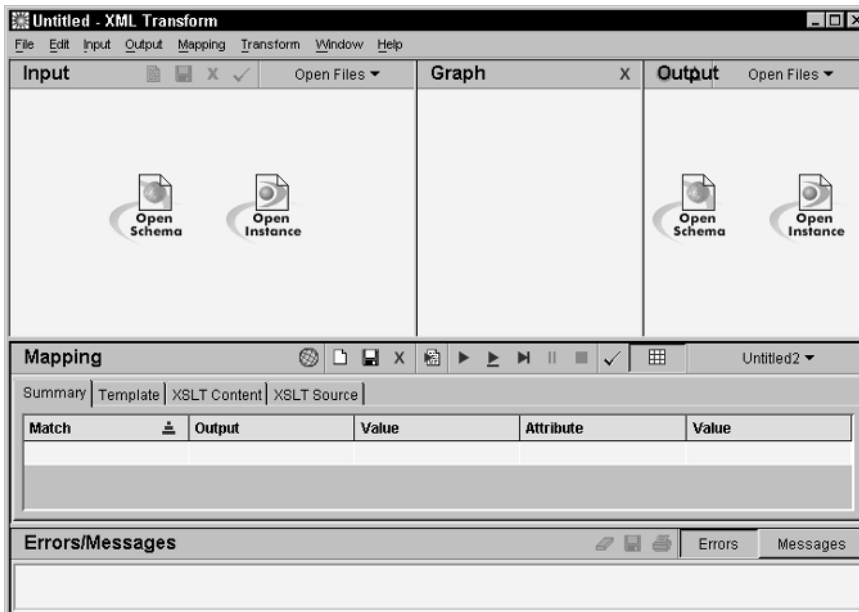 Untitled - XML Transform
File Edit Input Output Mapping Transform Window Help
Input Open Files
Graph X
Output Open Files
Open Schema
Open Instance
Open Schema
Open Instance
Mapping Untitled2
Summary Template XSLT Content XSLT Source
Match Output Value Attribute Value
Errors/Messages Errors Messages